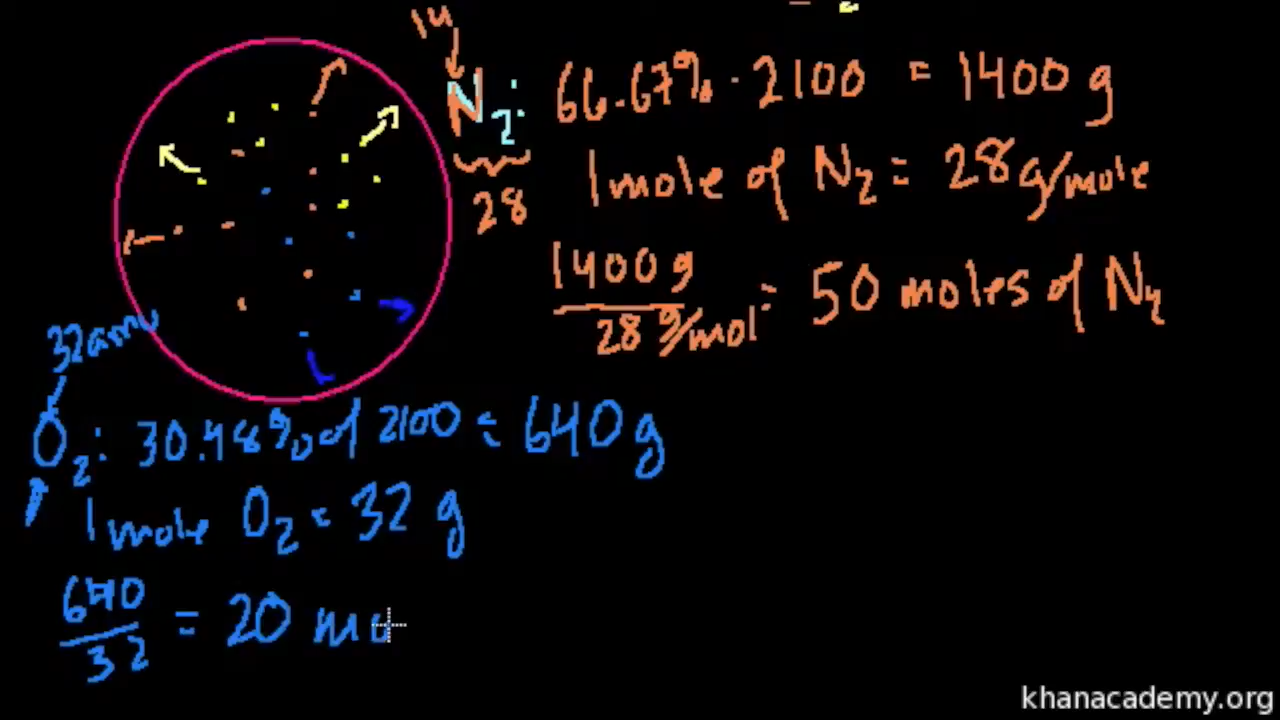 14
N2: 66.67% · 2100 = 1400 g
28
1 mole of N2 = 28 g/mole
1400 g / 28 g/mol = 50 moles of N2
32 amu
O2: 30.48% of 2100 = 640 g
1 mole O2 = 32 g
640 / 32 = 20 mo
khanacademy.org